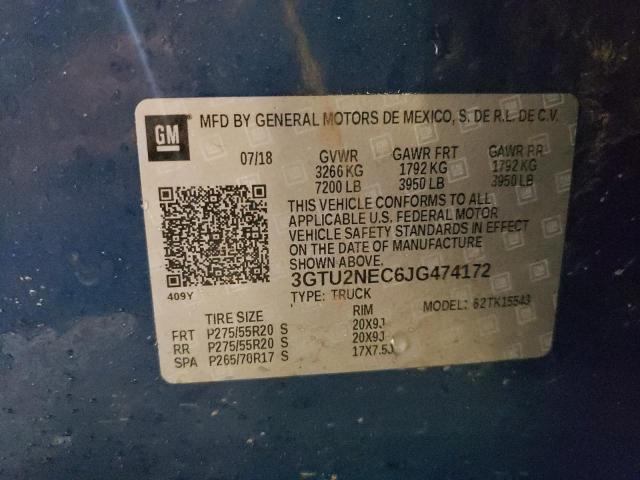 GM
MFD BY GENERAL MOTORS DE MEXICO, S. DE R.L. DE C.V.
07/18 GVWR GAWR FRT GAWR RR
3266 KG 1792 KG 1792 KG
7200 LB 3950 LB 3950 LB
THIS VEHICLE CONFORMS TO ALL
APPLICABLE U.S. FEDERAL MOTOR
VEHICLE SAFETY STANDARDS IN EFFECT
ON THE DATE OF MANUFACTURE
SHOWN ABOVE.
3GTU2NEC6JG474172
409Y TYPE: TRUCK MODEL: 62TK15543
TIRE SIZE RIM
FRT P275/55R20 S 20X9J
RR P275/55R20 S 20X9J
SPA P265/70R17 S 17X7.5J